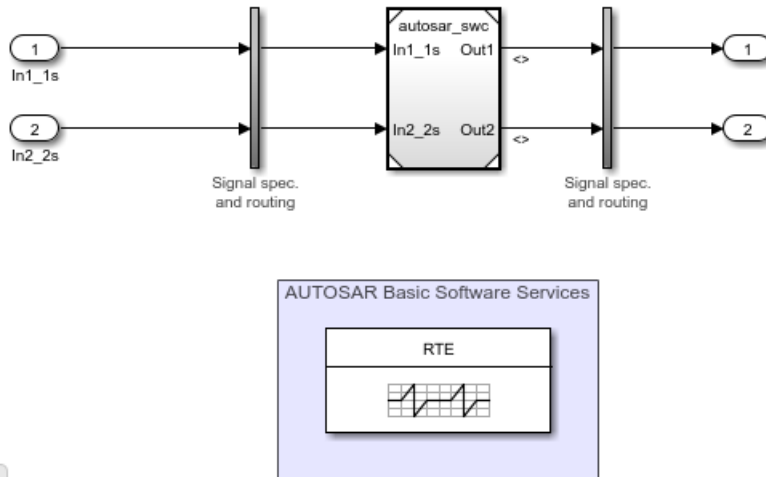 1
In1_1s
2
In2_2s
autosar_swc
In1_1s Out1
<>
In2_2s Out2
<>
1
2
Signal spec.
and routing
Signal spec.
and routing
AUTOSAR Basic Software Services
RTE